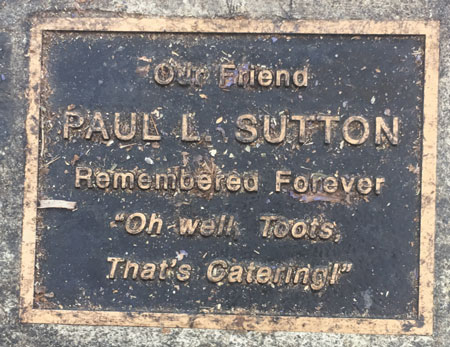 Our Friend
PAUL L. SUTTON
Remembered Forever
“Oh well, Toots,
That's Catering!”